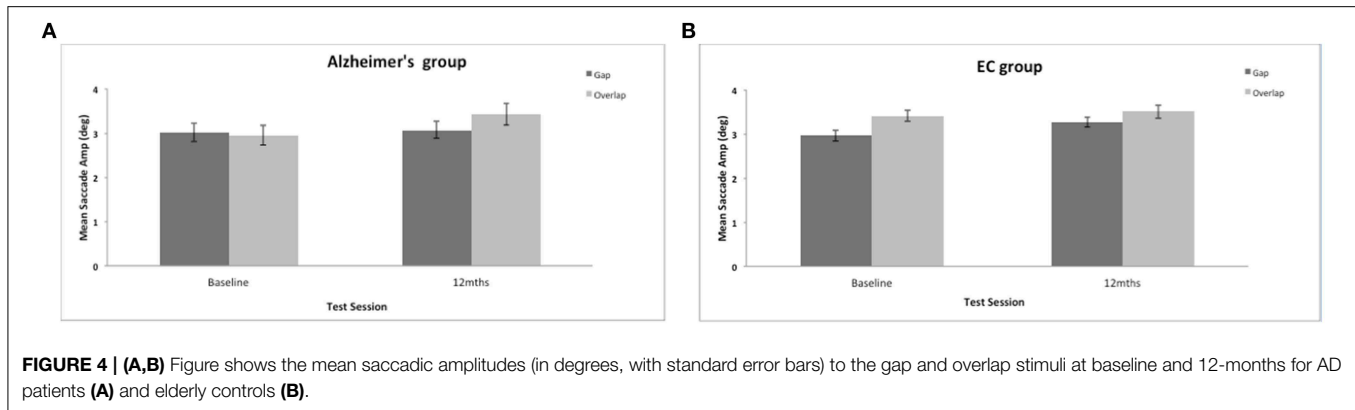 A
Alzheimer's group
Gap
Overlap
4
3
2
1
0
Mean Saccade Amp (deg)
Baseline
12mths
Test Session
B
EC group
Gap
Overlap
4
3
2
1
0
Mean Saccade Amp (deg)
Baseline
12mths
Test Session
FIGURE 4 | (A,B) Figure shows the mean saccadic amplitudes (in degrees, with standard error bars) to the gap and overlap stimuli at baseline and 12-months for AD
patients (A) and elderly controls (B).